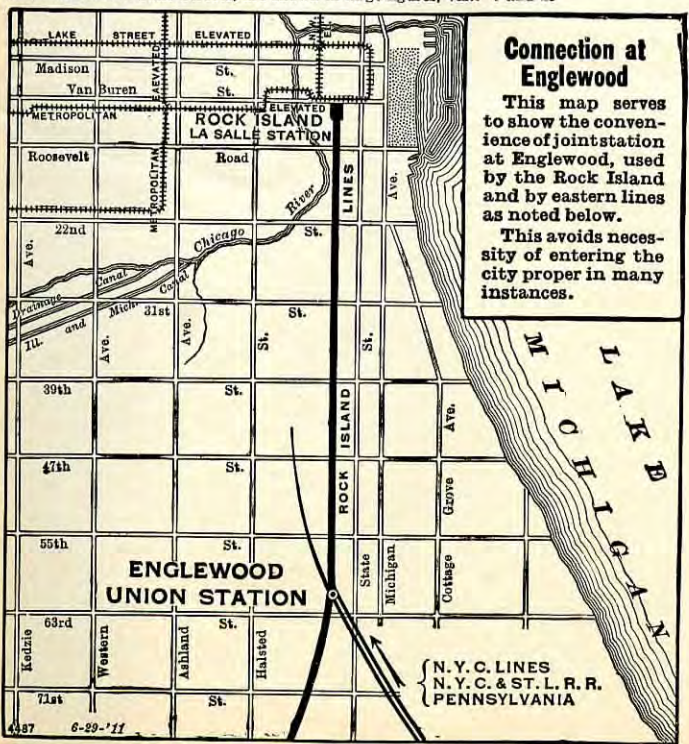 Connection at
Englewood
This map serves
to show the conven-
ience of joint station
at Englewood, used
by the Rock Island
and by eastern lines
as noted below.
This avoids neces-
sity of entering the
city proper in many
instances.
LAKE STREET ELEVATED
Madison St.
Van Buren St.
ELEVATED
METROPOLITAN
ELEVATED
ROCK ISLAND
LA SALLE STATION
Roosevelt Road
METROPOLITAN
LINES
Ave.
22nd St.
Chicago River
Ave.
Drainage Canal
Ill. and Mich. Canal
31st
Ave.
Ave.
St.
St.
39th St.
ROCK ISLAND
Ave.
47th St.
Grove
55th St.
ENGLEWOOD
UNION STATION
State
Michigan
Cottage
63rd St.
Kedzie
Western
Ashland
Halsted
71st St.
LAKE
MICHIGAN
N.Y.C. LINES
N.Y.C. & ST. L. R. R.
PENNSYLVANIA
4487 6-29-'11